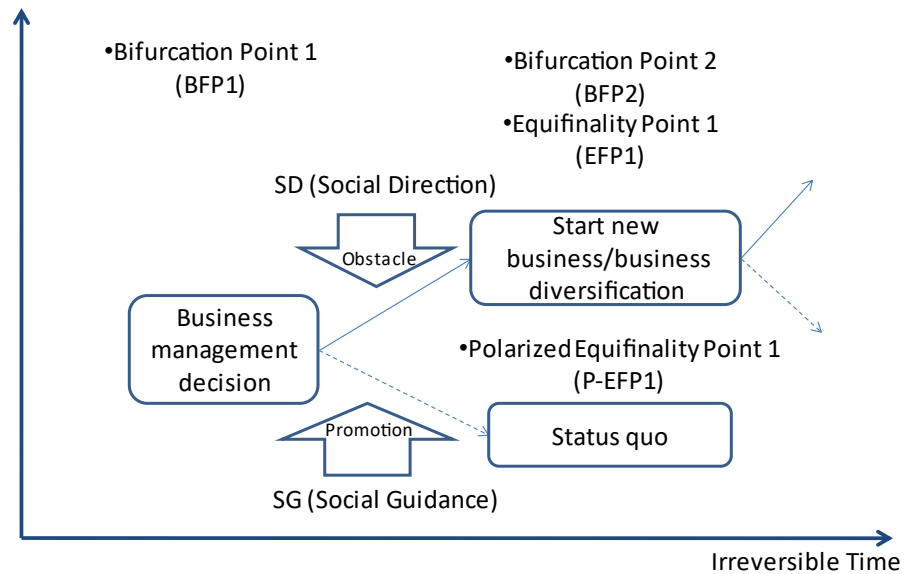 •Bifurcation Point 1
(BFP1)
•Bifurcation Point 2
(BFP2)
•Equifinality Point 1
(EFP1)
SD (Social Direction)
Obstacle
Start new
business/business
diversification
Business
management
decision
•Polarized Equifinality Point 1
(P-EFP1)
Promotion
Status quo
SG (Social Guidance)
Irreversible Time